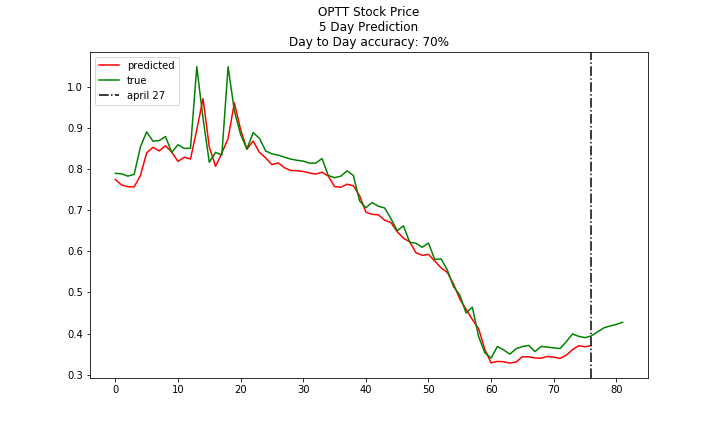 OPTT Stock Price
5 Day Prediction
Day to Day accuracy: 70%
predicted
true
april 27
1.0
0.9
0.8
0.7
0.6
0.5
0.4
0.3
0 10 20 30 40 50 60 70 80